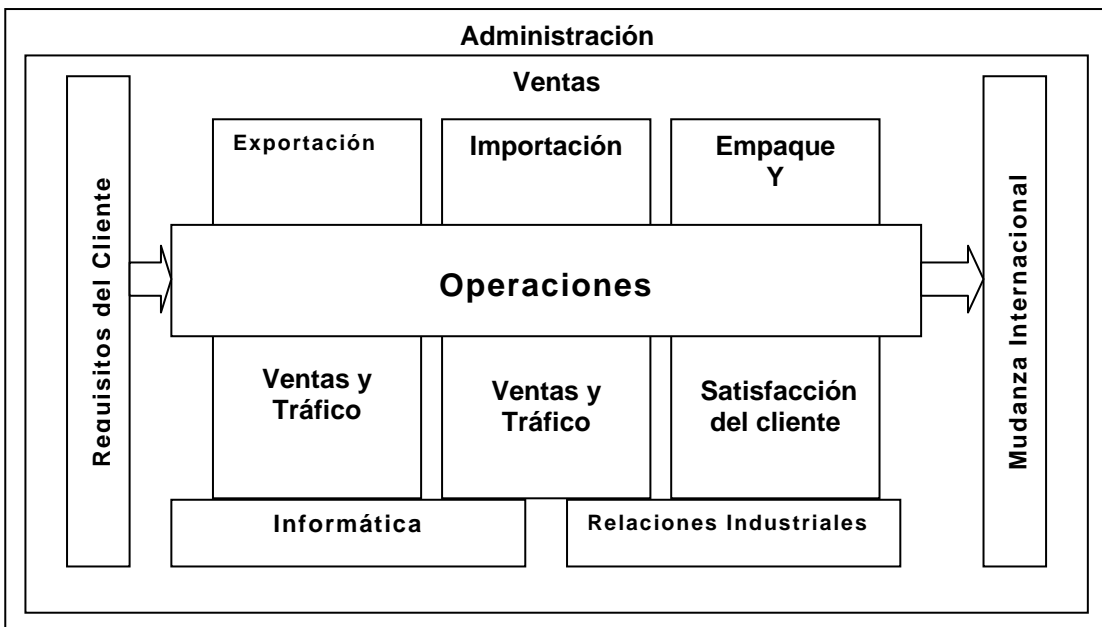 Administración
Ventas
Requisitos del Cliente
Exportación
Importación
Empaque
Y
Operaciones
Ventas y
Tráfico
Ventas y
Tráfico
Satisfacción
del cliente
Informática
Relaciones Industriales
Mudanza Internacional